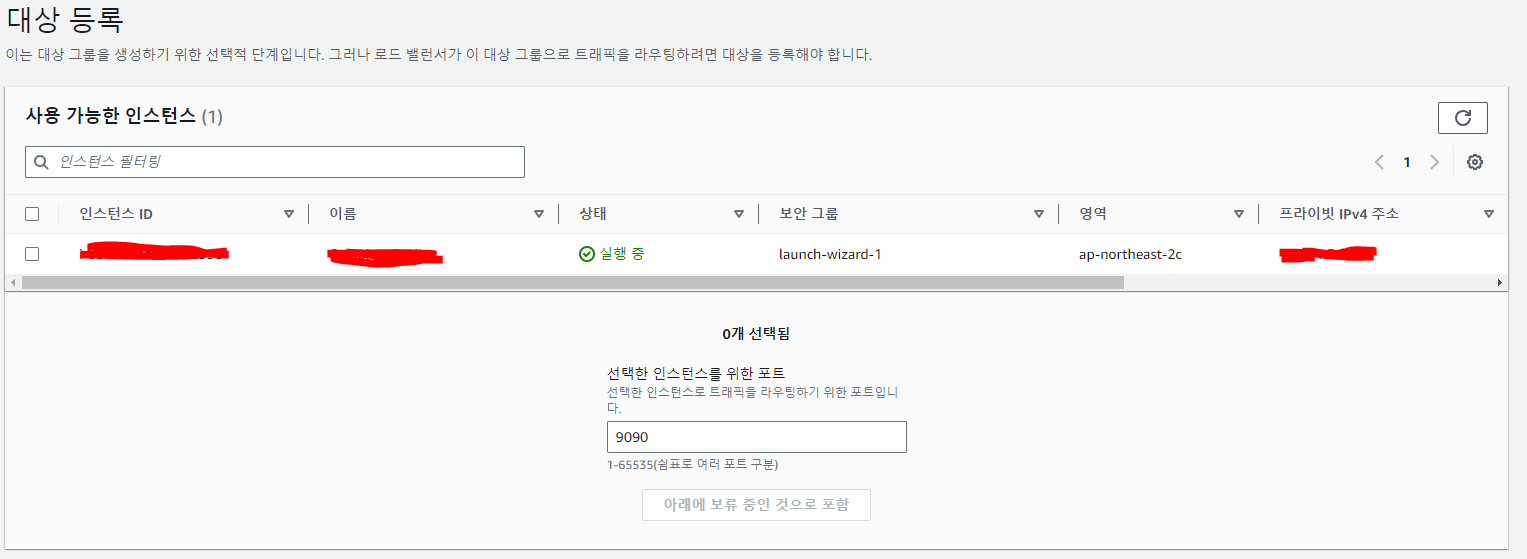 대상 등록
이는 대상 그룹을 생성하기 위한 선택적 단계입니다. 그러나 로드 밸런서가 이 대상 그룹으로 트래픽을 라우팅하려면 대상을 등록해야 합니다.
사용 가능한 인스턴스 (1)
인스턴스 필터링
1
인스턴스 ID 이름 상태 보안 그룹 영역 프라이빗 IPv4 주소
실행 중 launch-wizard-1 ap-northeast-2c
0개 선택됨
선택한 인스턴스를 위한 포트
선택한 인스턴스로 트래픽을 라우팅하기 위한 포트입니
다.
9090
1-65535(쉼표로 여러 포트 구분)
아래에 보류 중인 것으로 포함